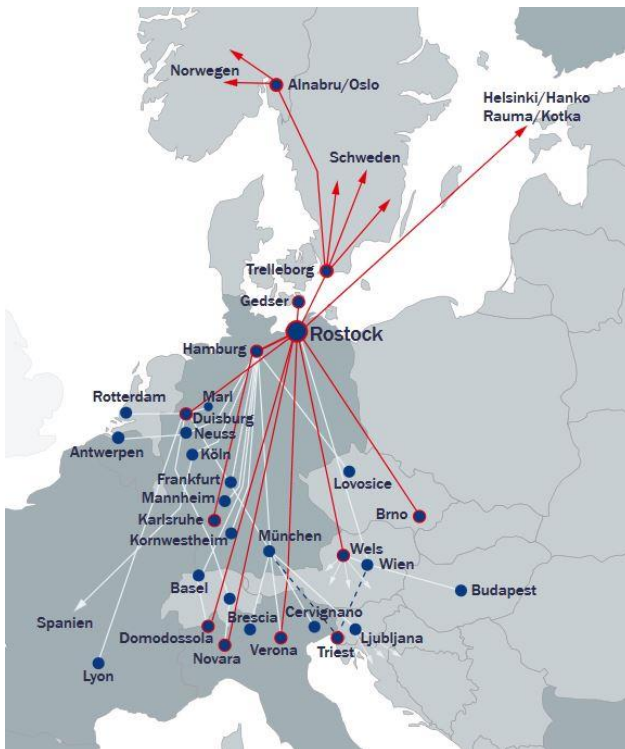 Norwegen
Alnabru/Oslo
Helsinki/Hanko
Rauma/Kotka
Schweden
Trelleborg
Gedser
Rostock
Hamburg
Rotterdam
Marl
Duisburg
Neuss
Antwerpen
Köln
Frankfurt
Lovosice
Mannheim
Karlsruhe
Brno
Kornwestheim
München
Wels
Wien
Basel
Budapest
Brescia
Cervignano
Spanien
Domodossola
Ljubljana
Novara
Verona
Triest
Lyon